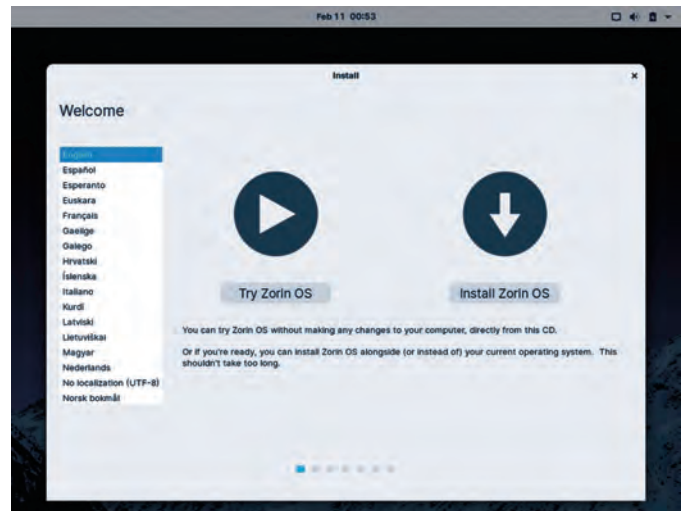 Feb 11 00:53
Install
Welcome
English
Español
Esperanto
Euskara
Français
Gaeilge
Galego
Hrvatski
Íslenska
Italiano
Kurdî
Latviski
Lietuviškai
Magyar
Nederlands
No localization (UTF-8)
Norsk bokmål
Try Zorin OS
Install Zorin OS
You can try Zorin OS without making any changes to your computer, directly from this CD.
Or if you're ready, you can install Zorin OS alongside (or instead of) your current operating system. This
shouldn't take too long.